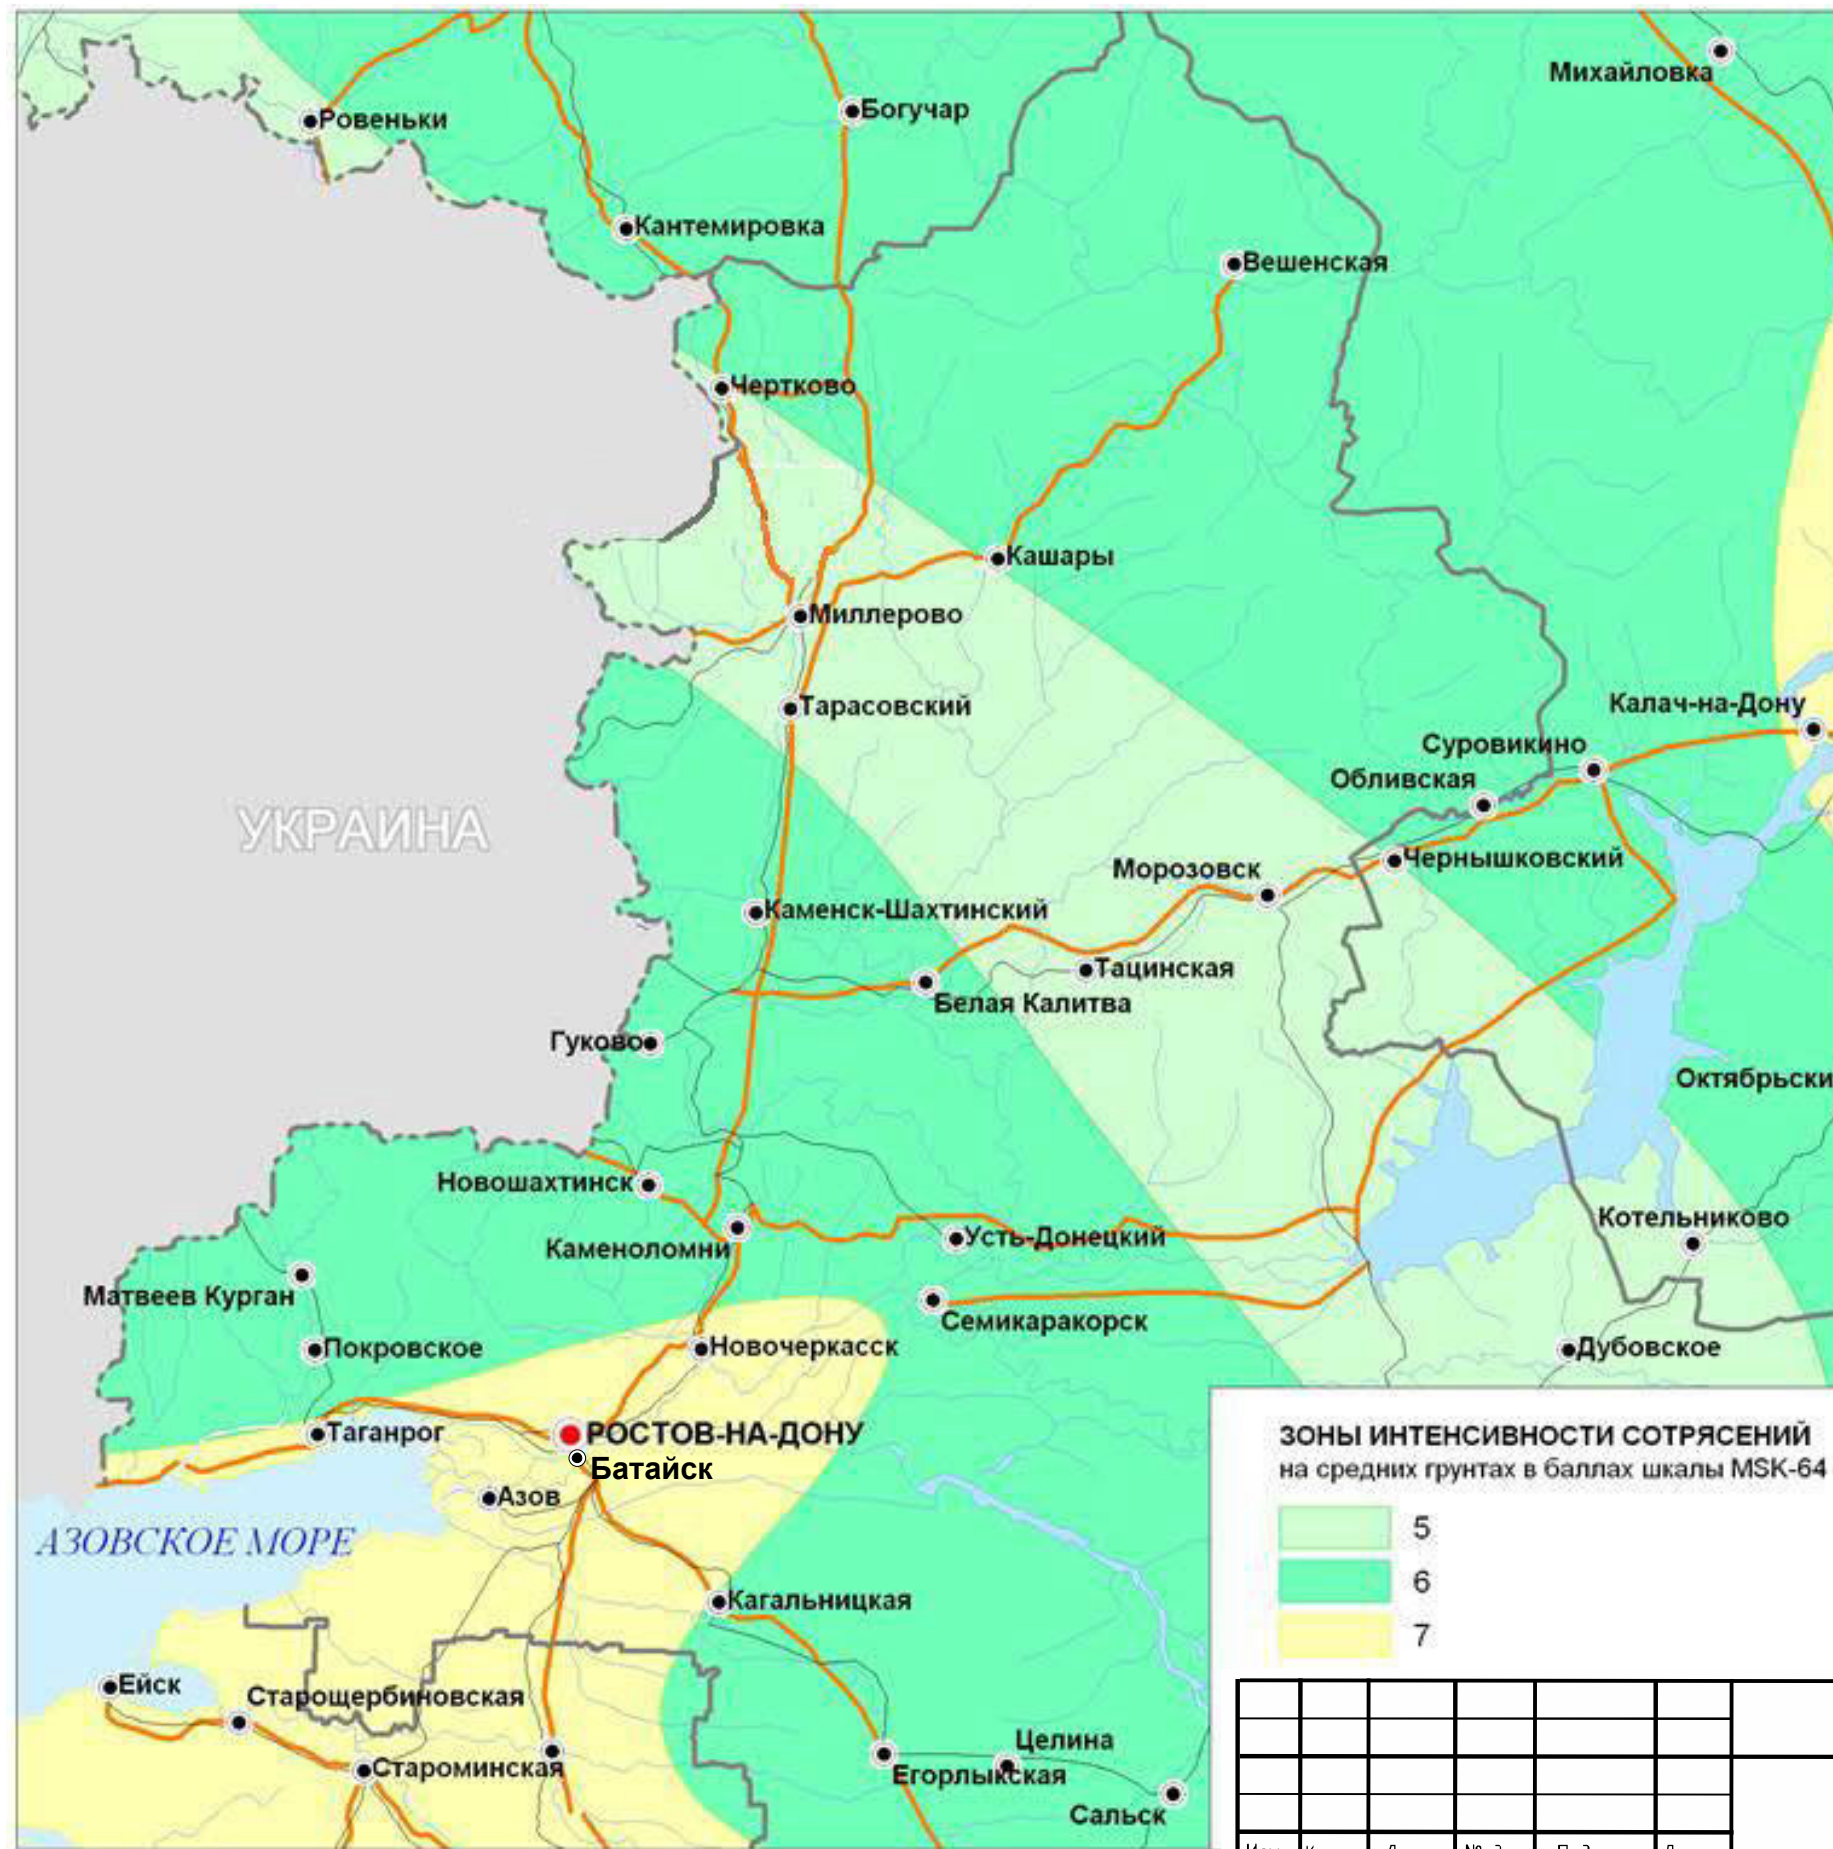 Михайловка
Богучар
Ровеньки
Кантемировка
Вешенская
Чертково
Кашары
Миллерово
Тарасовский
Калач-на-Дону
Суровикино
Обливская
УКРАИНА
Чернышковский
Морозовск
Каменск-Шахтинский
Тацинская
Белая Калитва
Гуково
Октябрьски
Новошахтинск
Котельниково
Усть-Донецкий
Каменоломни
Матвеев Курган
Семикаракорск
Новочеркасск
Покровское
Дубовское
Таганрог
РОСТОВ-НА-ДОНУ
Батайск
Азов
АЗОВСКОЕ МОРЕ
ЗОНЫ ИНТЕНСИВНОСТИ СОТРЯСЕНИЙ
на средних грунтах в баллах шкалы MSK-64
5
6
7
Кагальницкая
Ейск
Старощербиновская
Староминская
Целина
Егорлыкская
Сальск